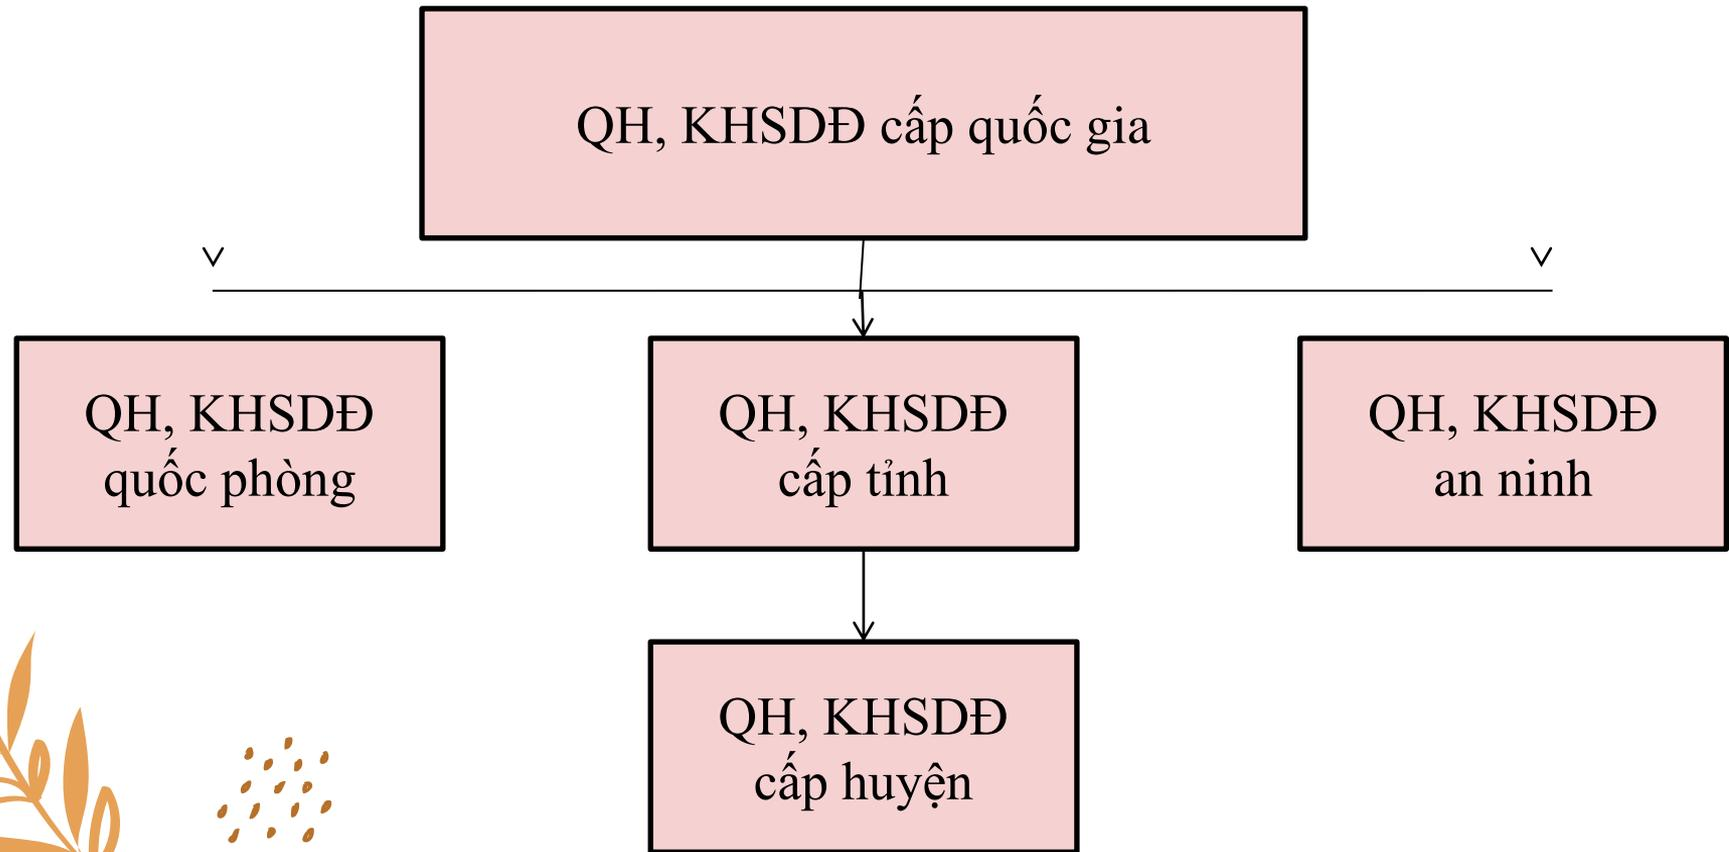 QH, KHSDĐ cấp quốc gia
QH, KHSDĐ
quốc phòng
QH, KHSDĐ
cấp tỉnh
QH, KHSDĐ
an ninh
QH, KHSDĐ
cấp huyện